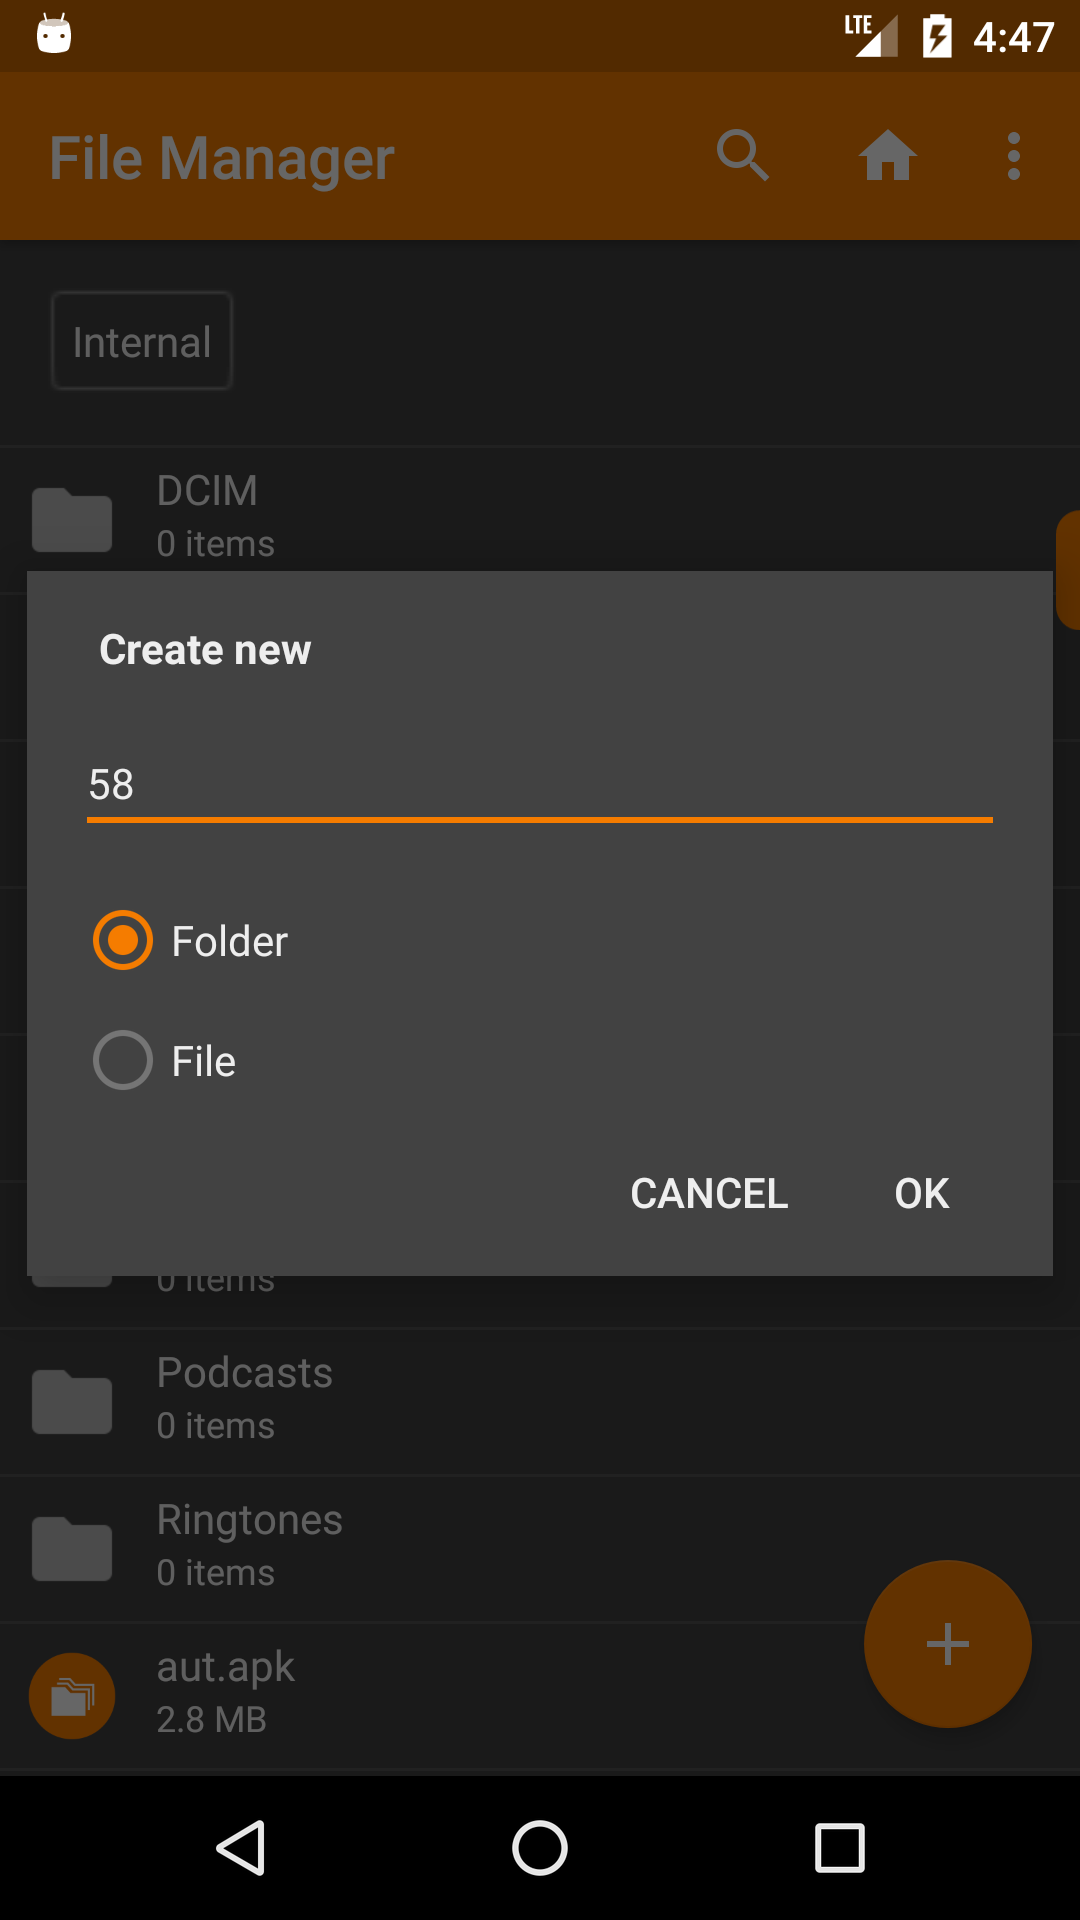 LTE 4:47
File Manager
Internal
DCIM
0 items
Create new
58
Folder
File
CANCEL OK
0 items
Podcasts
0 items
Ringtones
0 items
aut.apk
2.8 MB